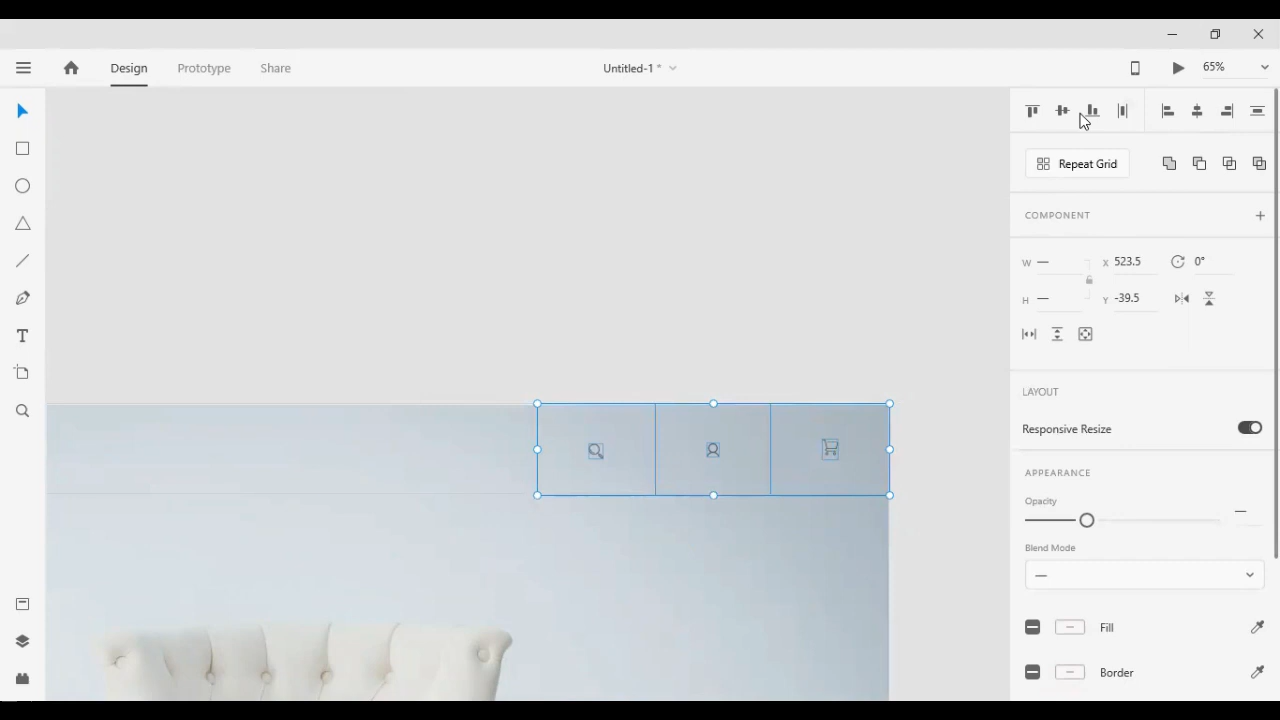 Design
Prototype
Share
Untitled-1 *
65%
Repeat Grid
COMPONENT
W —
X 523.5
0°
H —
Y -39.5
LAYOUT
Responsive Resize
APPEARANCE
Opacity
—
Blend Mode
—
Fill
Border
T